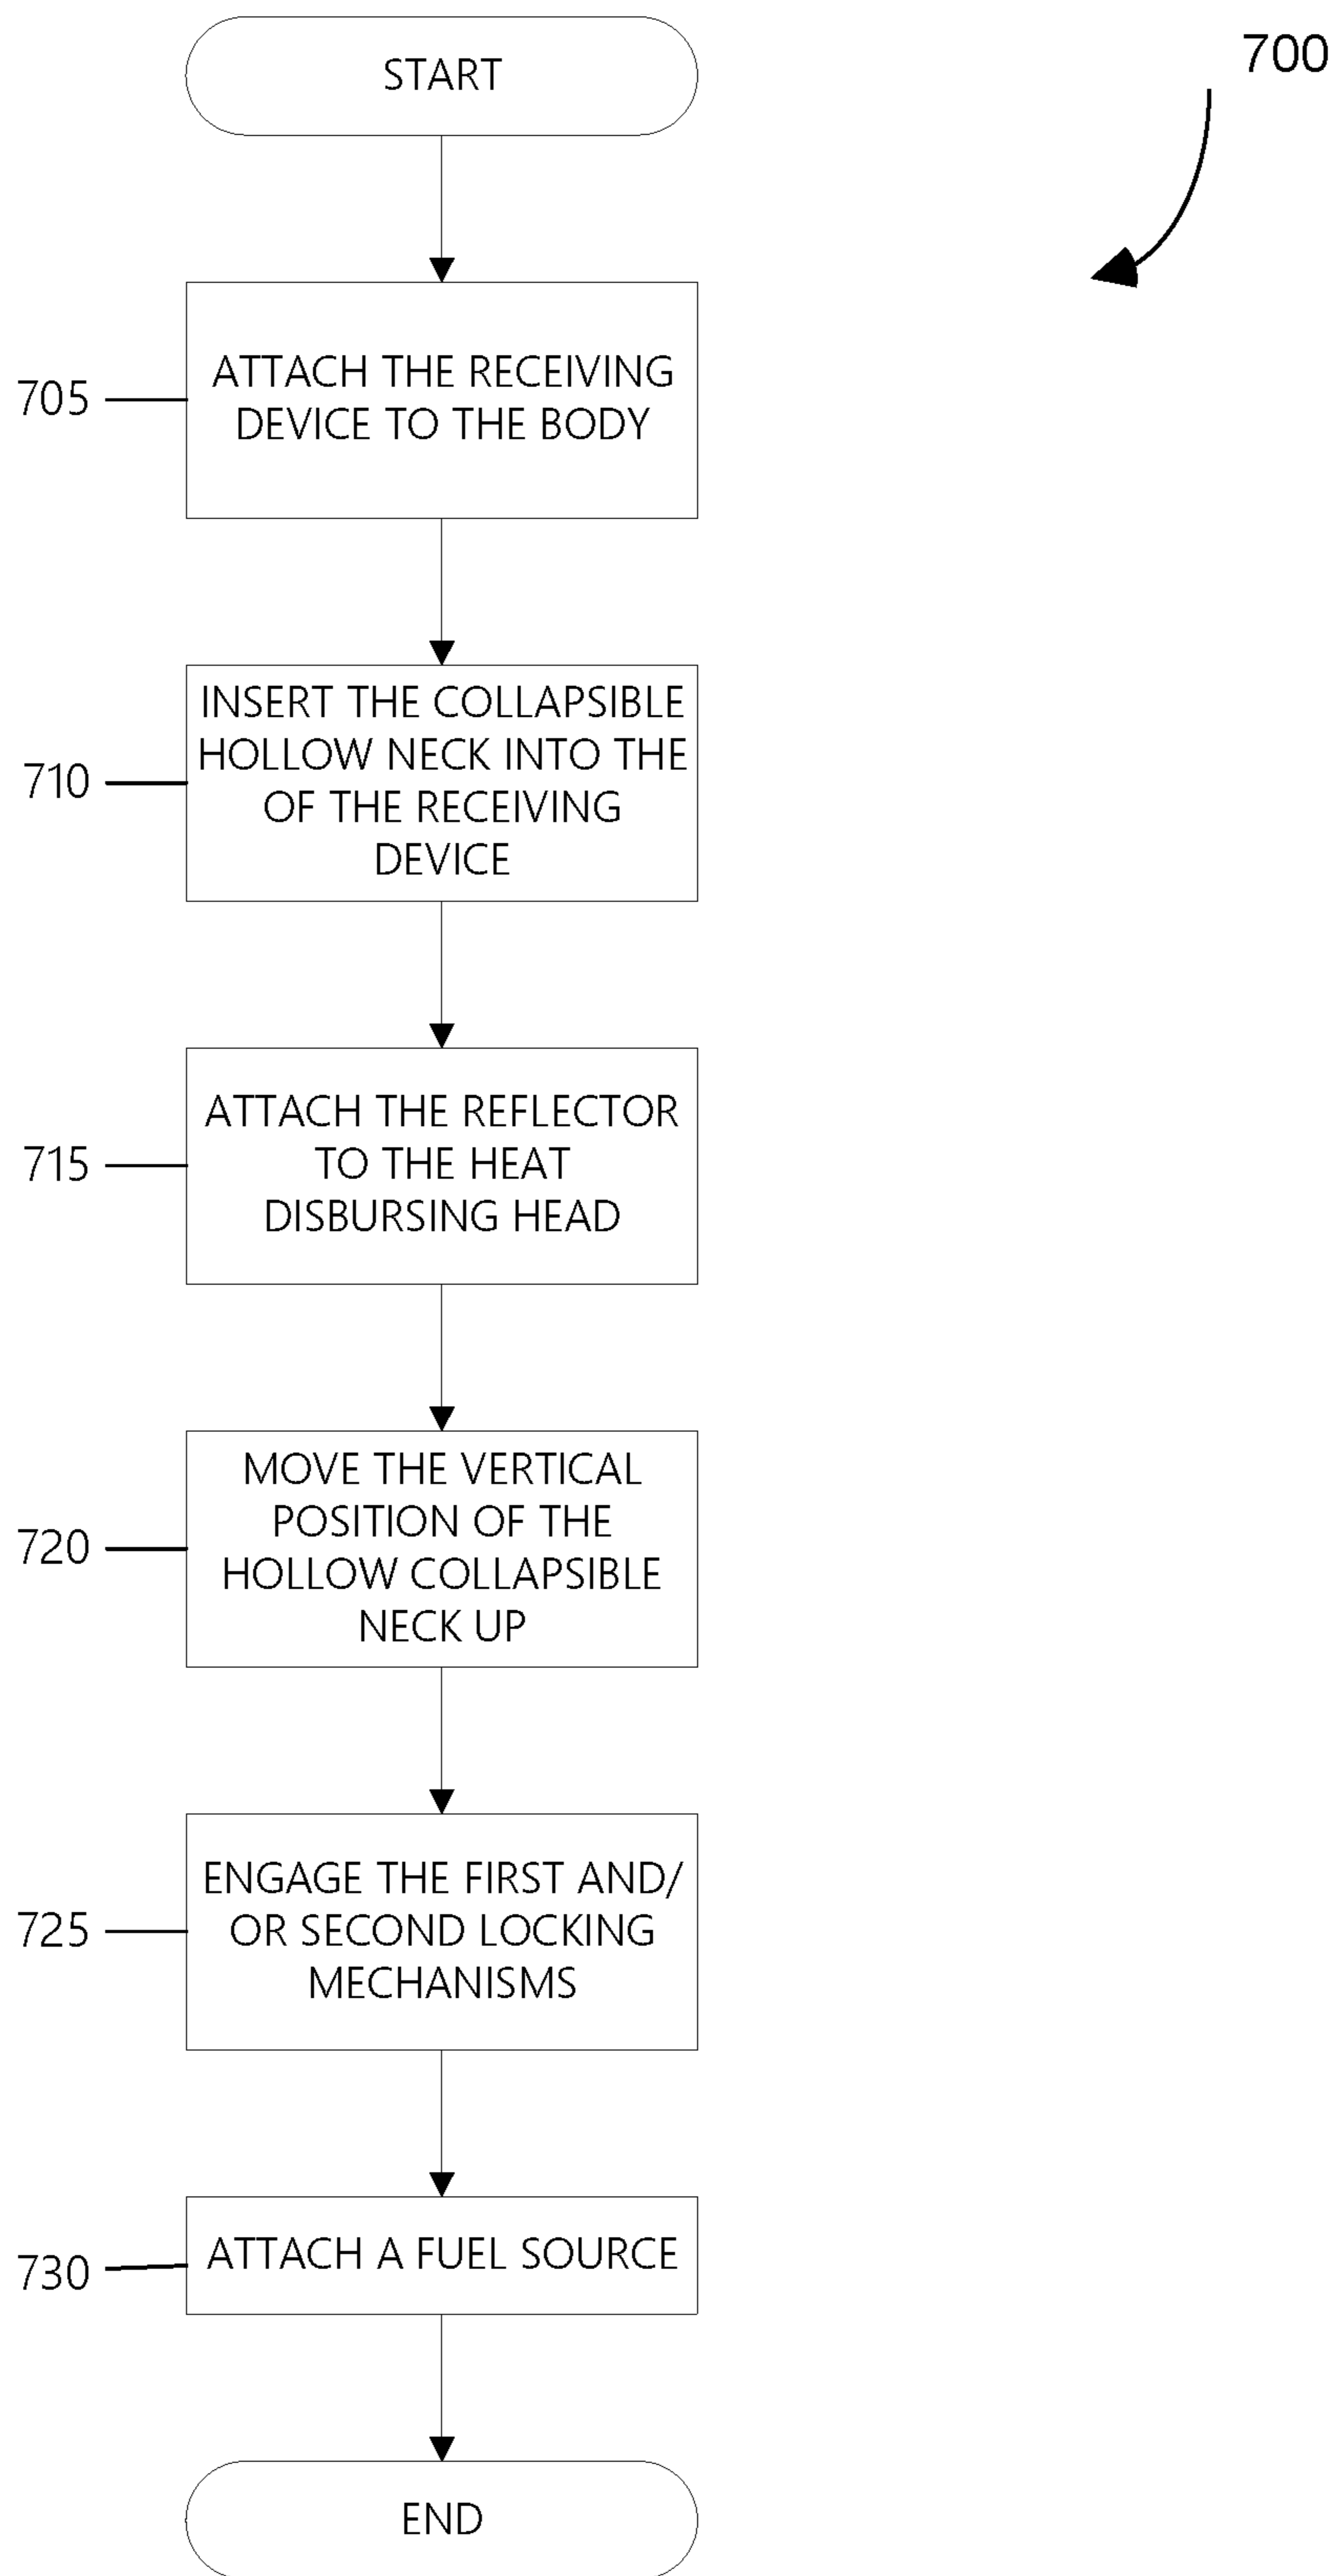 START
700
705
ATTACH THE RECEIVING
DEVICE TO THE BODY
710
INSERT THE COLLAPSIBLE
HOLLOW NECK INTO THE
OF THE RECEIVING
DEVICE
715
ATTACH THE REFLECTOR
TO THE HEAT
DISBURSING HEAD
720
MOVE THE VERTICAL
POSITION OF THE
HOLLOW COLLAPSIBLE
NECK UP
725
ENGAGE THE FIRST AND/
OR SECOND LOCKING
MECHANISMS
730
ATTACH A FUEL SOURCE
END